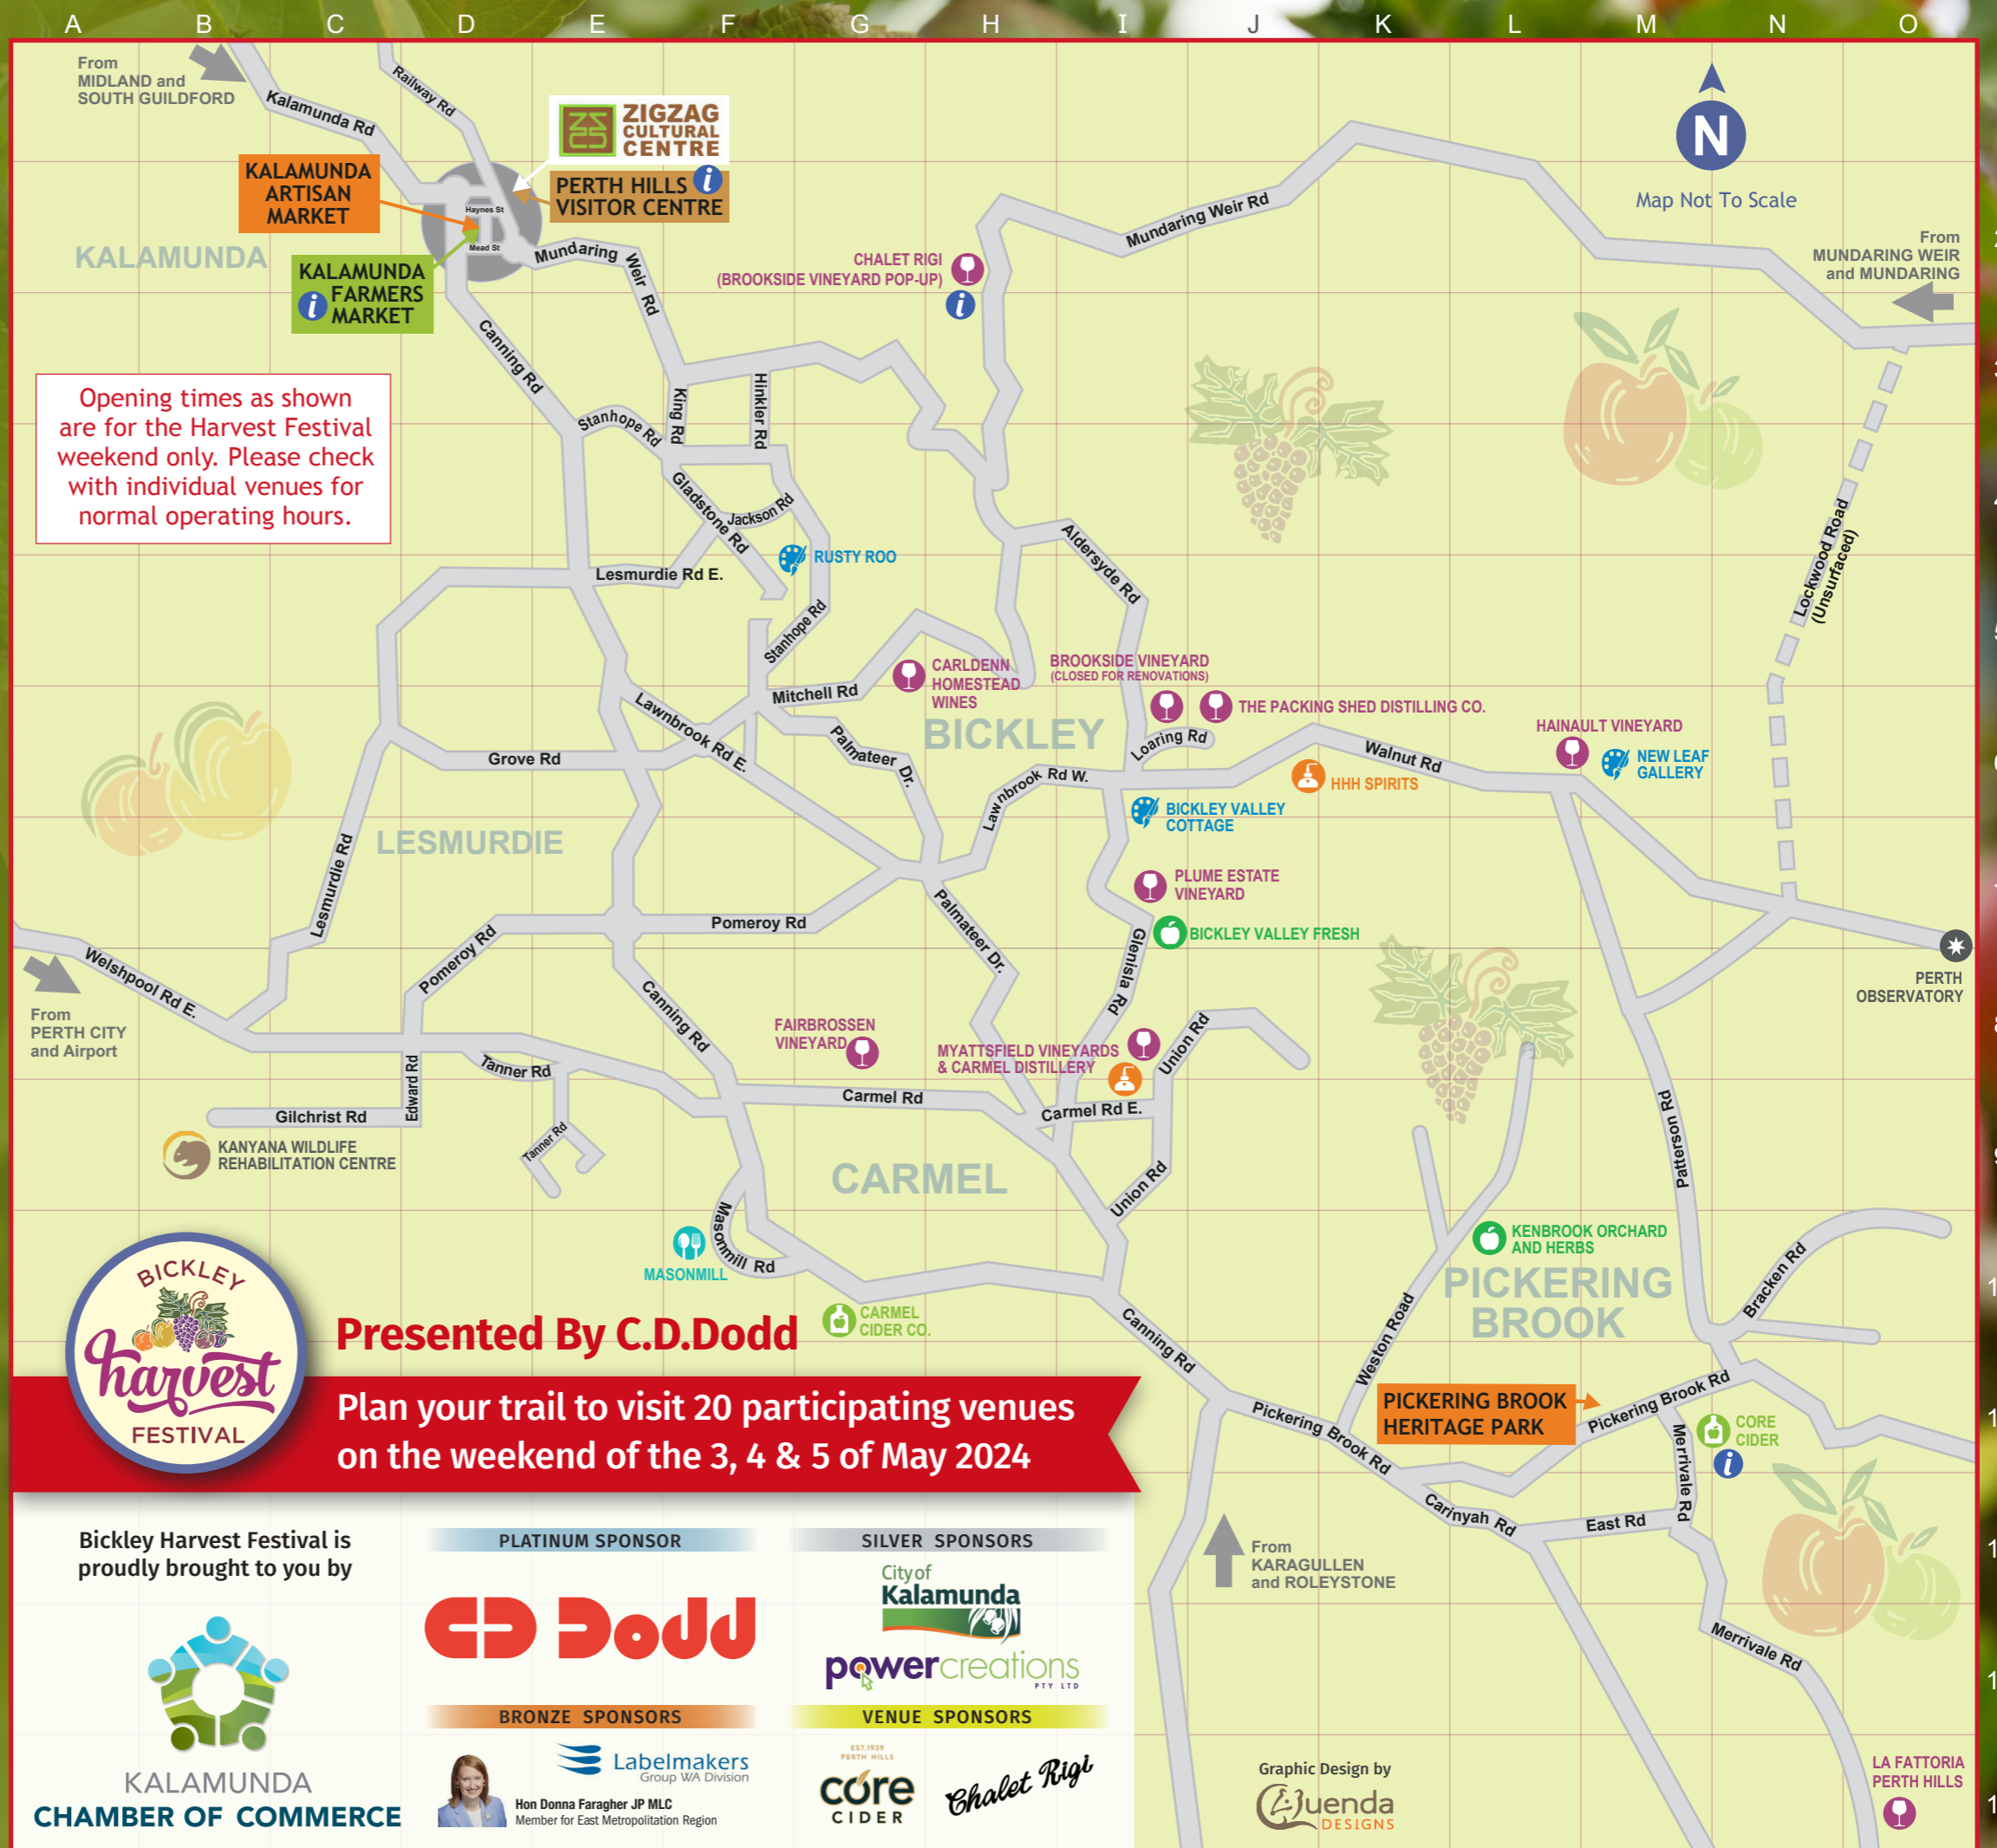 A B C D E F G H I J K L M N O
From
MIDLAND and
SOUTH GUILDFORD
Kalamunda Rd
Railway Rd
ZIGZAG
CULTURAL
CENTRE
PERTH HILLS i
VISITOR CENTRE
KALAMUNDA
ARTISAN
MARKET
Haynes St
Mead St
KALAMUNDA
KALAMUNDA
i FARMERS
MARKET
Mundaring
Weir Rd
N
Map Not To Scale
Mundaring Weir Rd
From
MUNDARING WEIR
and MUNDARING
CHALET RIGI
(BROOKSIDE VINEYARD POP-UP)
i
Canning Rd
Opening times as shown
are for the Harvest Festival
weekend only. Please check
with individual venues for
normal operating hours.
Stanhope Rd
King Rd
Hinkler Rd
Gladstone Rd
Jackson Rd
RUSTY ROO
Lesmurdie Rd E.
Stanhope Rd
Aldersyde Rd
Lockwood Road
(Unsurfaced)
CARLDENN
HOMESTEAD
WINES
BROOKSIDE VINEYARD
(CLOSED FOR RENOVATIONS)
THE PACKING SHED DISTILLING CO.
Mitchell Rd
Lawnbrook Rd E.
BICKLEY
Loaring Rd
Palmateer Dr.
Grove Rd
Lawnbrook Rd W.
Walnut Rd
HAINAULT VINEYARD
NEW LEAF
GALLERY
HHH SPIRITS
BICKLEY VALLEY
COTTAGE
LESMURDIE
Lesmurdie Rd
PLUME ESTATE
VINEYARD
BICKLEY VALLEY FRESH
Pomeroy Rd
Pomeroy Rd
Palmateer Dr.
Glenisla Rd
Welshpool Rd E.
From
PERTH CITY
and Airport
PERTH
OBSERVATORY
Canning Rd
FAIRBROSSEN
VINEYARD
MYATTSFIELD VINEYARDS
& CARMEL DISTILLERY
Union Rd
Tanner Rd
Edward Rd
Gilchrist Rd
Carmel Rd
Carmel Rd E.
Tanner Rd
KANYANA WILDLIFE
REHABILITATION CENTRE
CARMEL
Union Rd
Patterson Rd
Masonmill Rd
MASONMILL
KENBROOK ORCHARD
AND HERBS
PICKERING
BROOK
Bracken Rd
CARMEL
CIDER CO.
Canning Rd
Weston Road
BICKLEY
harvest
FESTIVAL
Presented By C.D.Dodd
Plan your trail to visit 20 participating venues
on the weekend of the 3, 4 & 5 of May 2024
PICKERING BROOK
HERITAGE PARK
Pickering Brook Rd
Pickering Brook Rd
CORE
CIDER
i
Merrivale Rd
Carinyah Rd
East Rd
From
KARAGULLEN
and ROLEYSTONE
Merrivale Rd
LA FATTORIA
PERTH HILLS
Bickley Harvest Festival is
proudly brought to you by
KALAMUNDA
CHAMBER OF COMMERCE
PLATINUM SPONSOR
CD Dodd
SILVER SPONSORS
City of
Kalamunda
powercreations
PTY LTD
BRONZE SPONSORS
Labelmakers
Group WA Division
Hon Donna Faragher JP MLC
Member for East Metropolitation Region
VENUE SPONSORS
EST.1939
PERTH HILLS
core
CIDER
Chalet Rigi
Graphic Design by
Quenda
DESIGNS